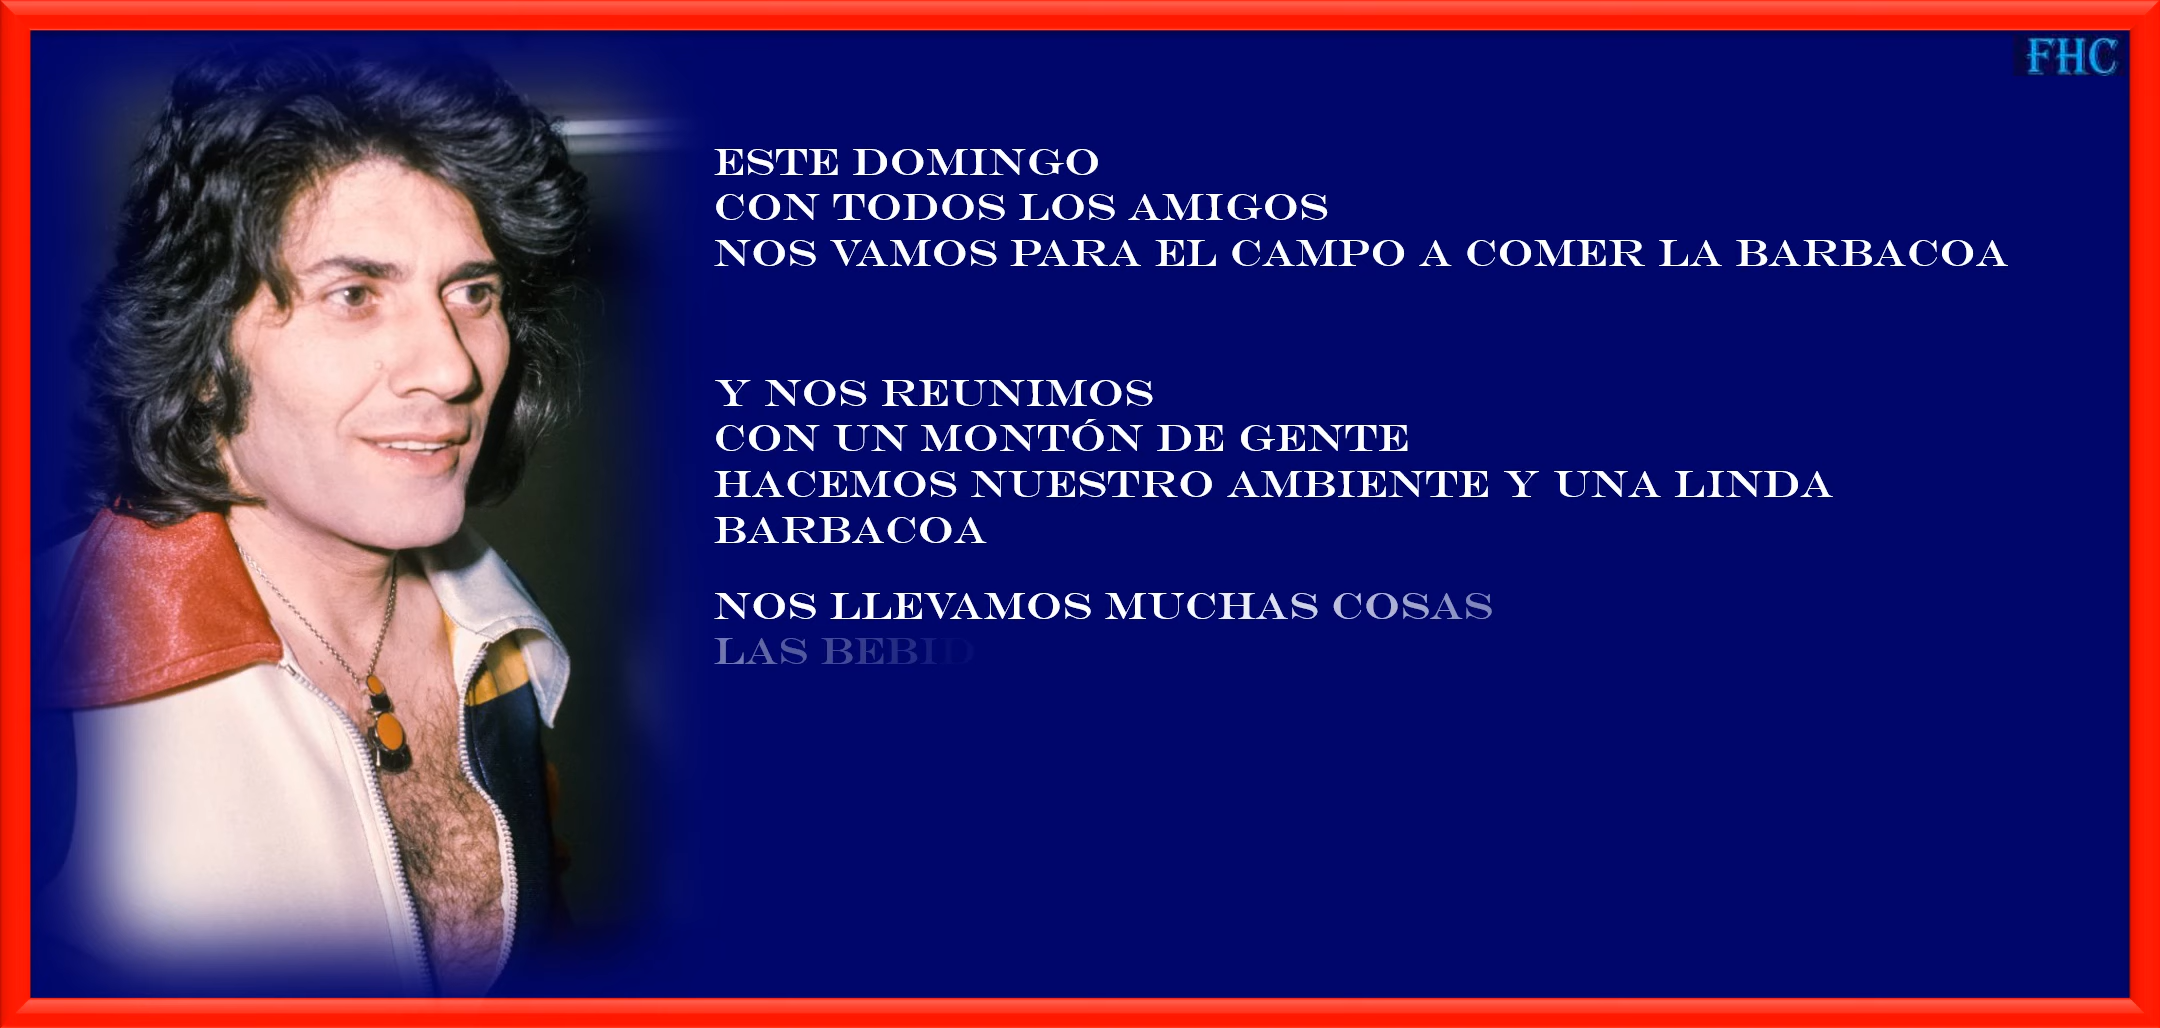 FHC
ESTE DOMINGO
CON TODOS LOS AMIGOS
NOS VAMOS PARA EL CAMPO A COMER LA BARBACOA
Y NOS REUNIMOS
CON UN MONTÓN DE GENTE
HACEMOS NUESTRO AMBIENTE Y UNA LINDA
BARBACOA
NOS LLEVAMOS MUCHAS COSAS
LAS BEBID